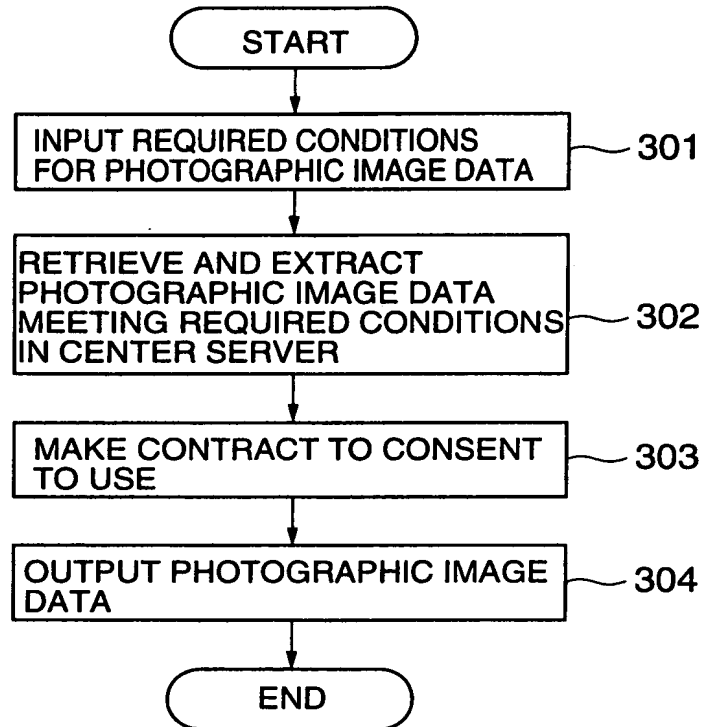 START
INPUT REQUIRED CONDITIONS
FOR PHOTOGRAPHIC IMAGE DATA
301
RETRIEVE AND EXTRACT
PHOTOGRAPHIC IMAGE DATA
MEETING REQUIRED CONDITIONS
IN CENTER SERVER
302
MAKE CONTRACT TO CONSENT
TO USE
303
OUTPUT PHOTOGRAPHIC IMAGE
DATA
304
END